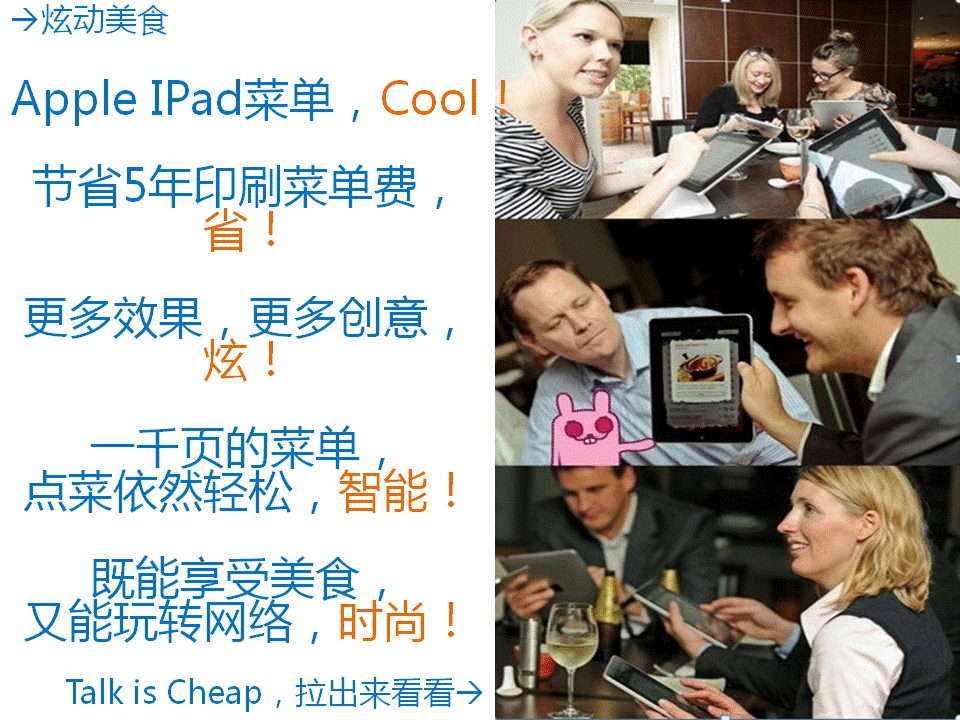 →炫动美食
Apple IPad菜单，Cool！
节省5年印刷菜单费，
省！
更多效果，更多创意，
炫！
一千页的菜单，
点菜依然轻松，智能！
既能享受美食，
又能玩转网络，时尚！
Talk is Cheap，拉出来看看→